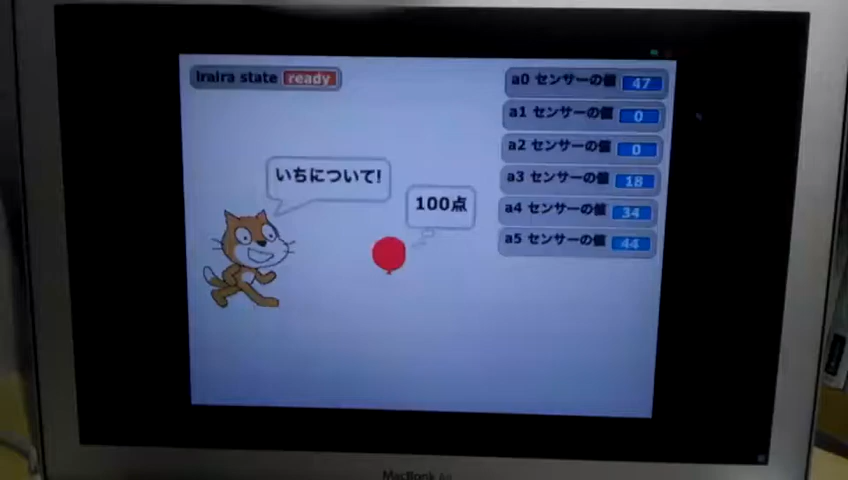 iraira state ready
a0 センサーの値 47
a1 センサーの値 0
a2 センサーの値 0
a3 センサーの値 18
a4 センサーの値 34
a5 センサーの値 44
いちについて!
100点
MacBook Air